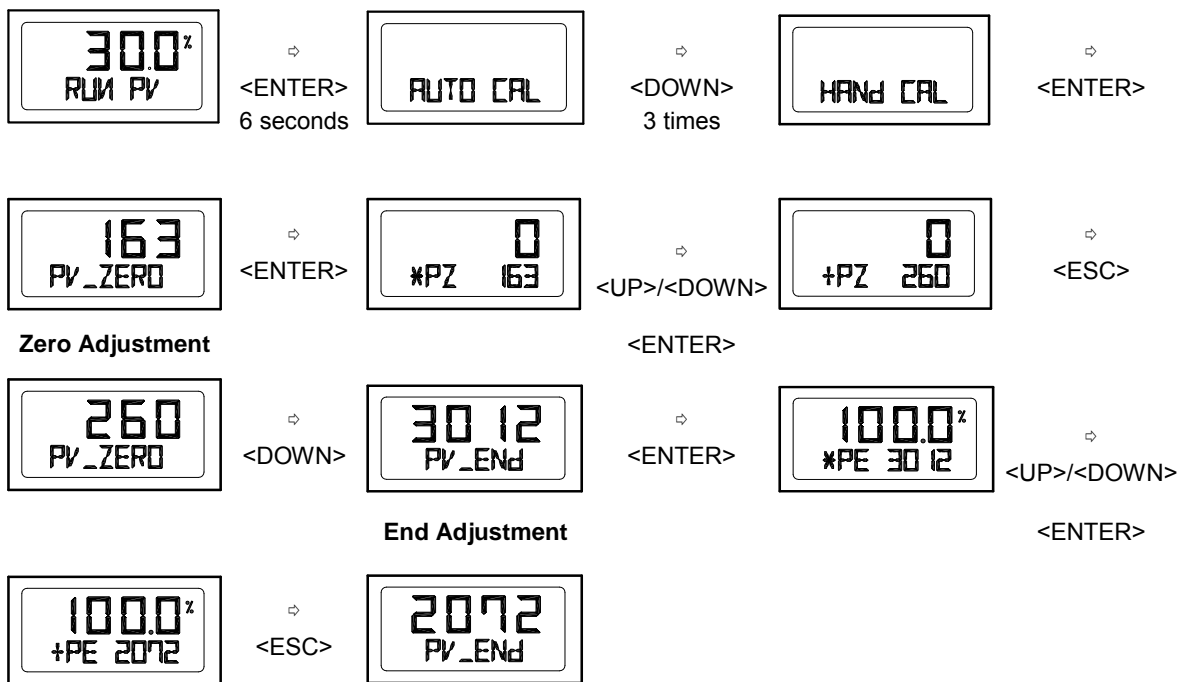 30.0%
RUN PV
⇨
<ENTER>
6 seconds
AUTO CAL
⇨
<DOWN>
3 times
HANd CAL
⇨
<ENTER>
163
PV_ZERO
⇨
<ENTER>
0
*PZ 163
⇨
<UP>/<DOWN>
<ENTER>
0
+PZ 260
⇨
<ESC>
Zero Adjustment
260
PV_ZERO
⇨
<DOWN>
3012
PV_ENd
⇨
<ENTER>
100.0%
*PE 3012
⇨
<UP>/<DOWN>
<ENTER>
End Adjustment
100.0%
+PE 2072
⇨
<ESC>
2072
PV_ENd